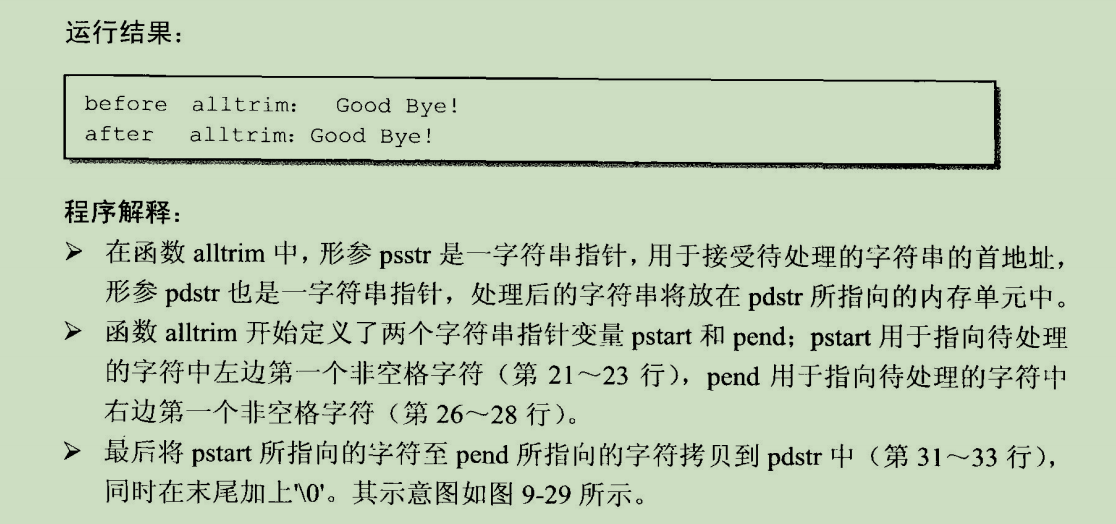 运行结果：
before alltrim:  Good Bye!
after  alltrim: Good Bye!
程序解释：
➢ 在函数 alltrim 中，形参 psstr 是一字符串指针，用于接受待处理的字符串的首地址，
形参 pdstr 也是一字符串指针，处理后的字符串将放在 pdstr 所指向的内存单元中。
➢ 函数 alltrim 开始定义了两个字符串指针变量 pstart 和 pend；pstart 用于指向待处理
的字符中左边第一个非空格字符（第 21～23 行），pend 用于指向待处理的字符中
右边第一个非空格字符（第 26～28 行）。
➢ 最后将 pstart 所指向的字符至 pend 所指向的字符拷贝到 pdstr 中（第 31～33 行），
同时在末尾加上'\0'。其示意图如图 9-29 所示。